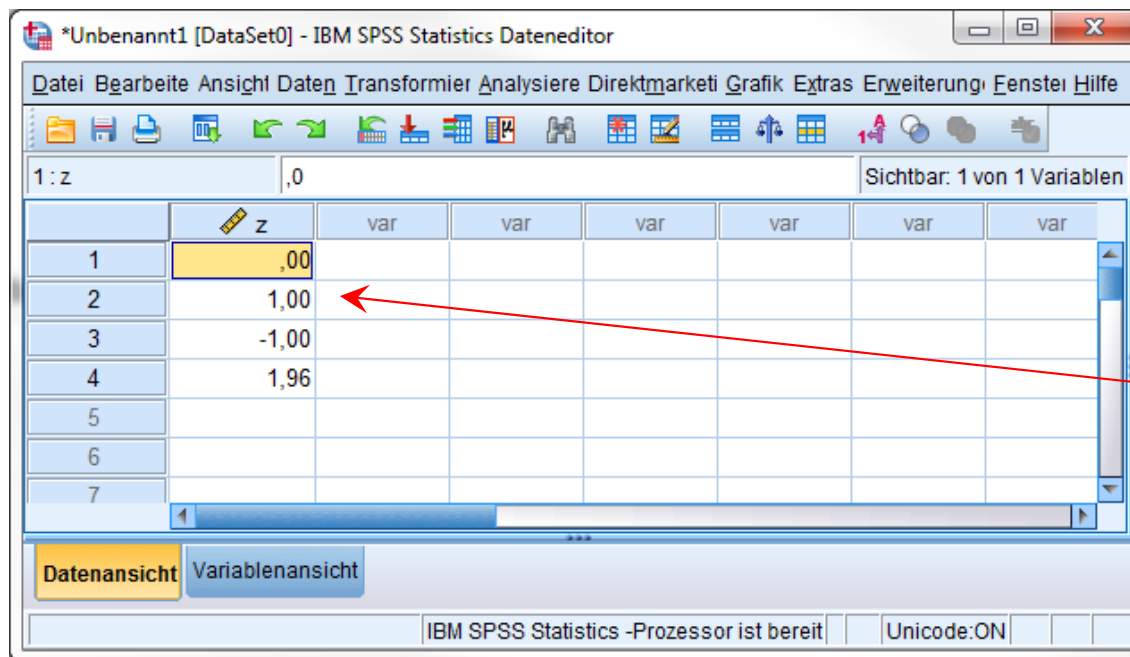 *Unbenannt1 [DataSet0] - IBM SPSS Statistics Dateneditor
Datei Bearbeite Ansicht Daten Transformier Analysiere Direktmarketi Grafik Extras Erweiterung Fenster Hilfe
1 : z ,0 Sichtbar: 1 von 1 Variablen
z var var var var var var
1 ,00
2 1,00
3 -1,00
4 1,96
5
6
7
Datenansicht Variablenansicht
IBM SPSS Statistics -Prozessor ist bereit Unicode:ON